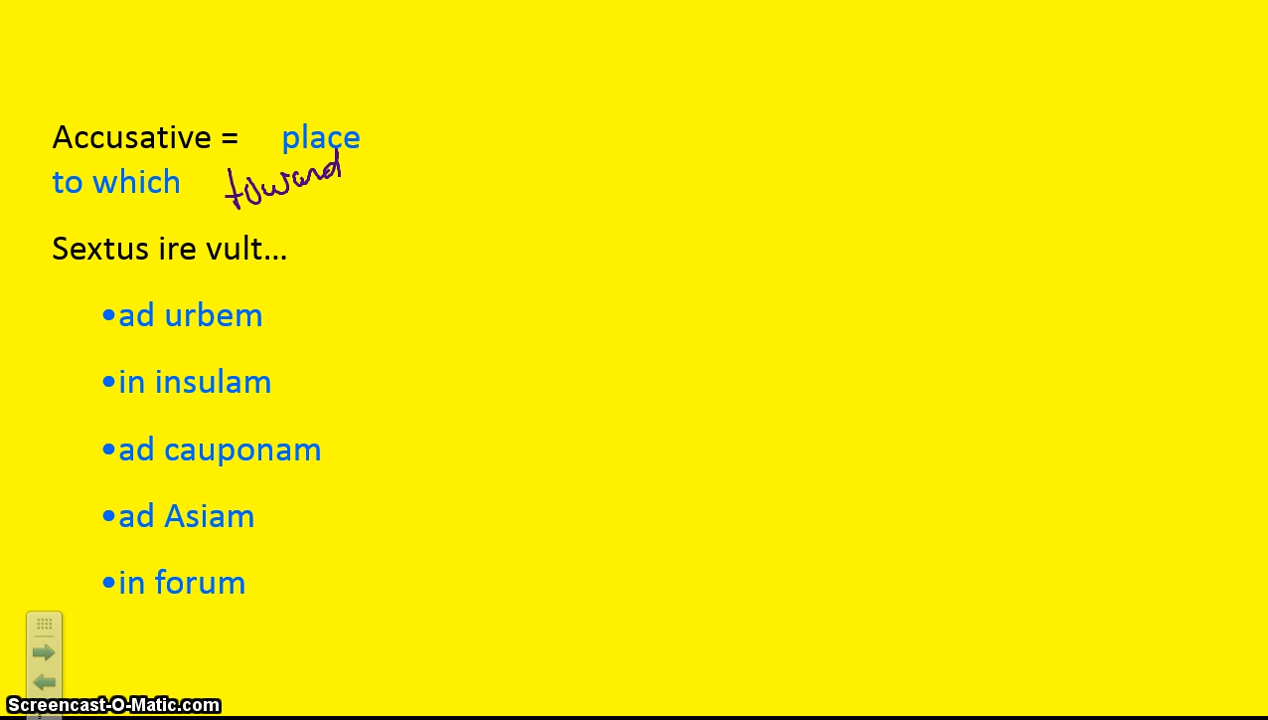 Accusative = place
to which toward
Sextus ire vult...
•ad urbem
•in insulam
•ad cauponam
•ad Asiam
•in forum
Screencast-O-Matic.com